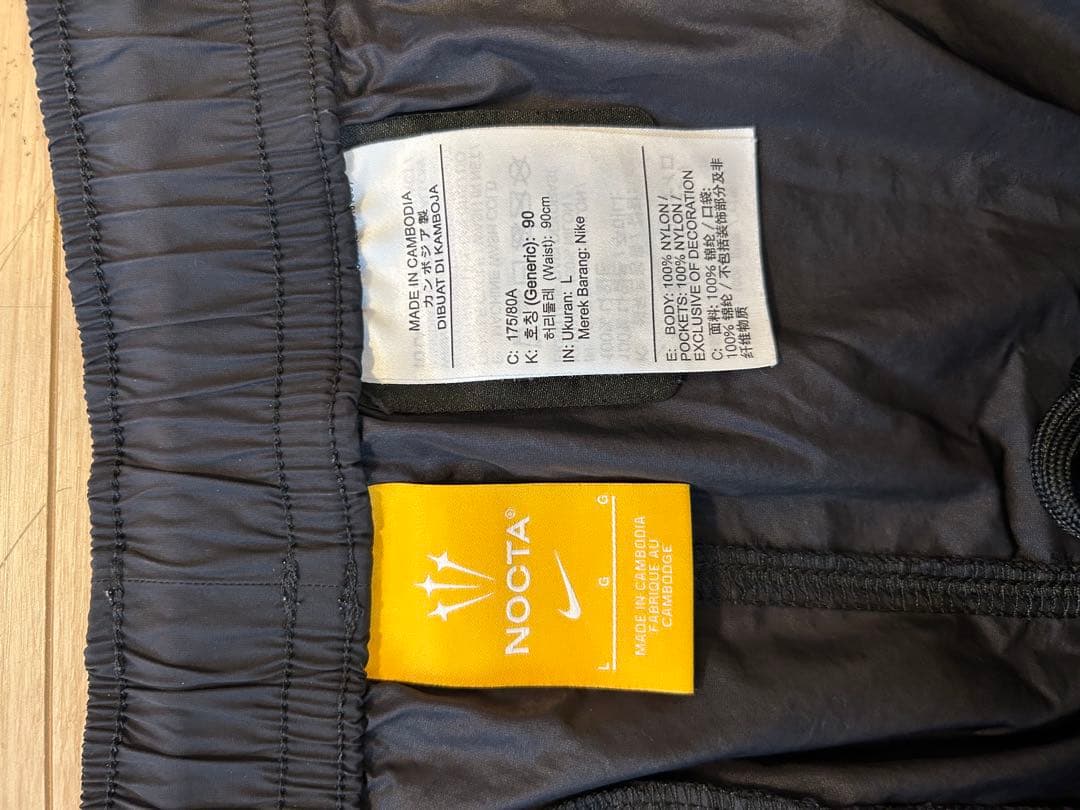 MADE IN CAMBODIA
カンボジア製
DIBUAT DI KAMBOJA
C: 175/80A
K: 호칭 (Generic): 90
허리둘레 (Waist): 90cm
IN: Ukuran: L
Merek Barang: Nike
E: BODY: 100% NYLON /
POCKETS: 100% NYLON /
EXCLUSIVE OF DECORATION
C: 面料: 100% 锦纶 / 口袋:
100% 锦纶 / 不包括装饰部分及非
纤维物质
NOCTA®
L G G
MADE IN CAMBODIA
FABRIQUE AU
CAMBODGE